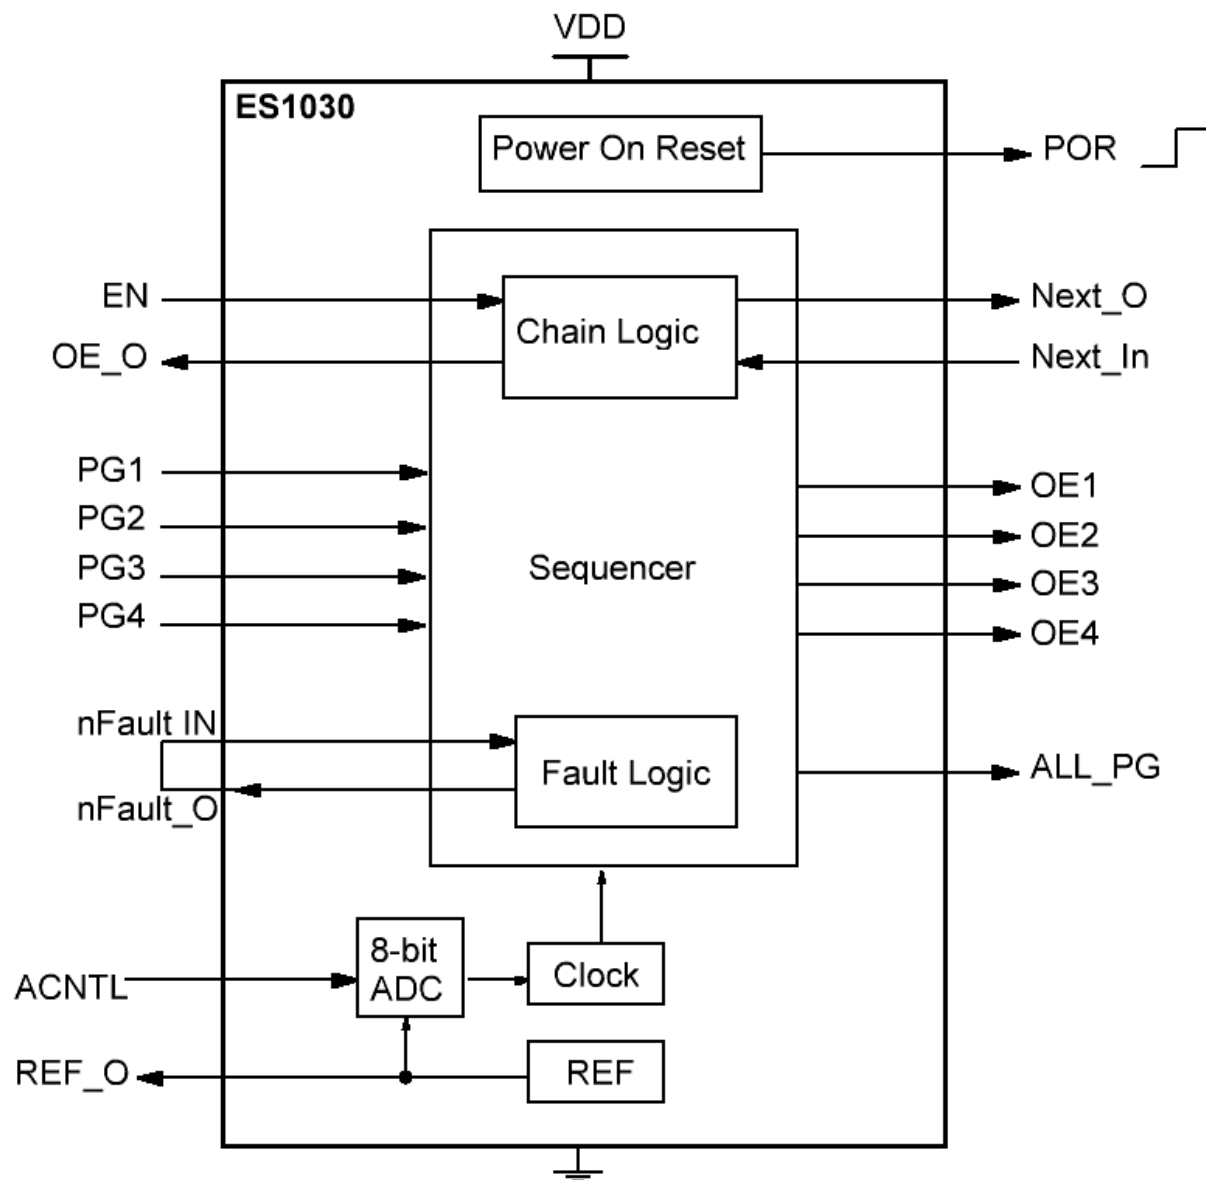 VDD
ES1030
Power On Reset
POR
EN
Next_O
Chain Logic
OE_O
Next_In
PG1
OE1
PG2
OE2
PG3
Sequencer
OE3
PG4
OE4
nFault IN
Fault Logic
ALL_PG
nFault_O
8-bit
ADC
Clock
ACNTL
REF_O
REF